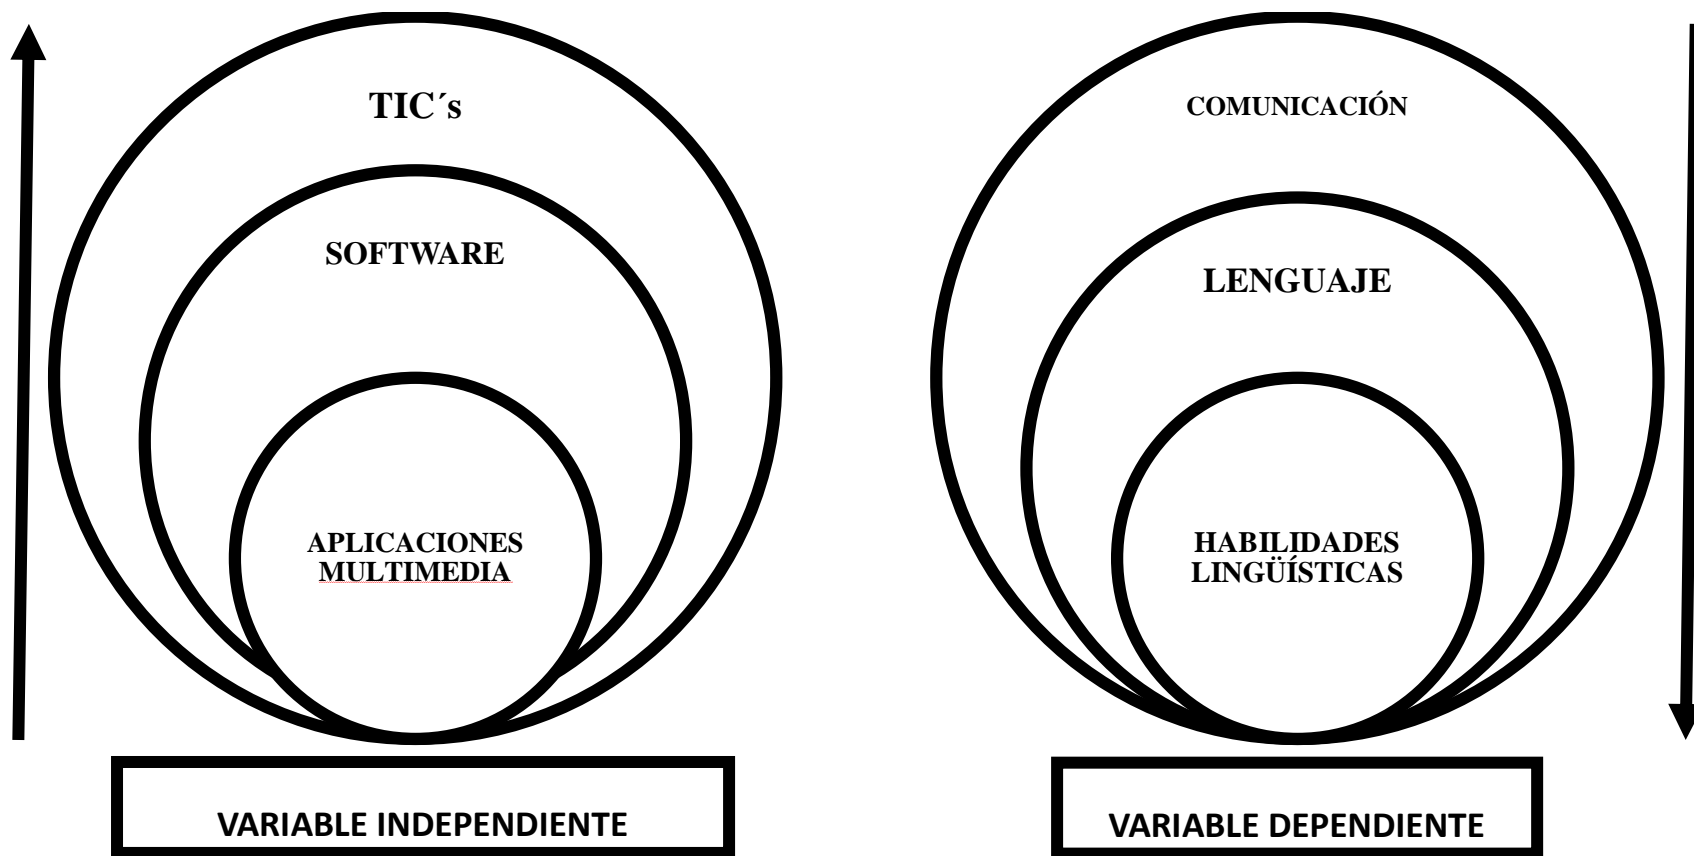 TIC´s
SOFTWARE
APLICACIONES
MULTIMEDIA
VARIABLE INDEPENDIENTE
COMUNICACIÓN
LENGUAJE
HABILIDADES
LINGÜÍSTICAS
VARIABLE DEPENDIENTE